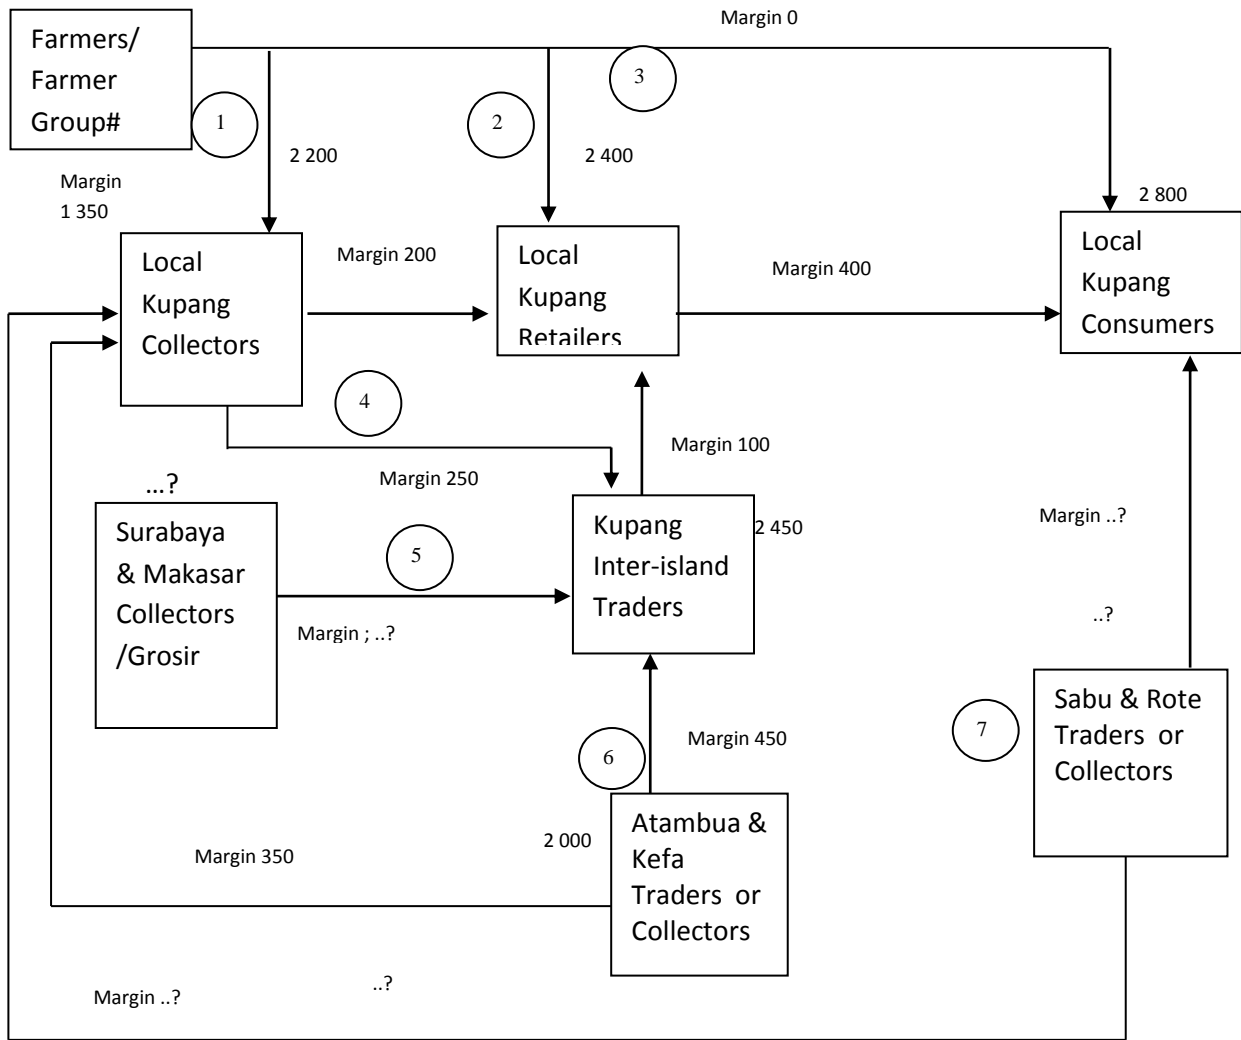 Margin 0
Farmers/
Farmer
Group#
3
1
2
2 200
2 400
Margin
1 350
2 800
Local
Kupang
Collectors
Margin 200
Local
Kupang
Retailers
Margin 400
Local
Kupang
Consumers
4
Margin 100
Margin 250
...?
Surabaya
& Makasar
Collectors
/Grosir
5
Kupang
Inter-island
Traders
2 450
Margin ..?
Margin ; ..?
..?
Sabu & Rote
Traders or
Collectors
7
6
Margin 450
2 000
Atambua &
Kefa
Traders or
Collectors
Margin 350
Margin ..?
..?